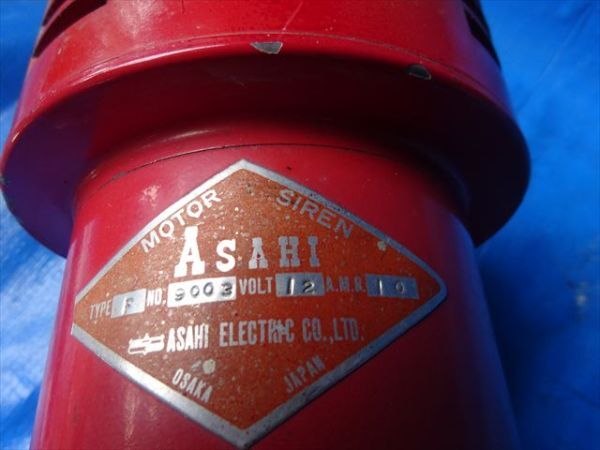 MOTOR SIREN
ASAHI
TYPE F NO. 9003 VOLT 12 A.M.P. 10
ASAHI ELECTRIC CO., LTD.
OSAKA JAPAN